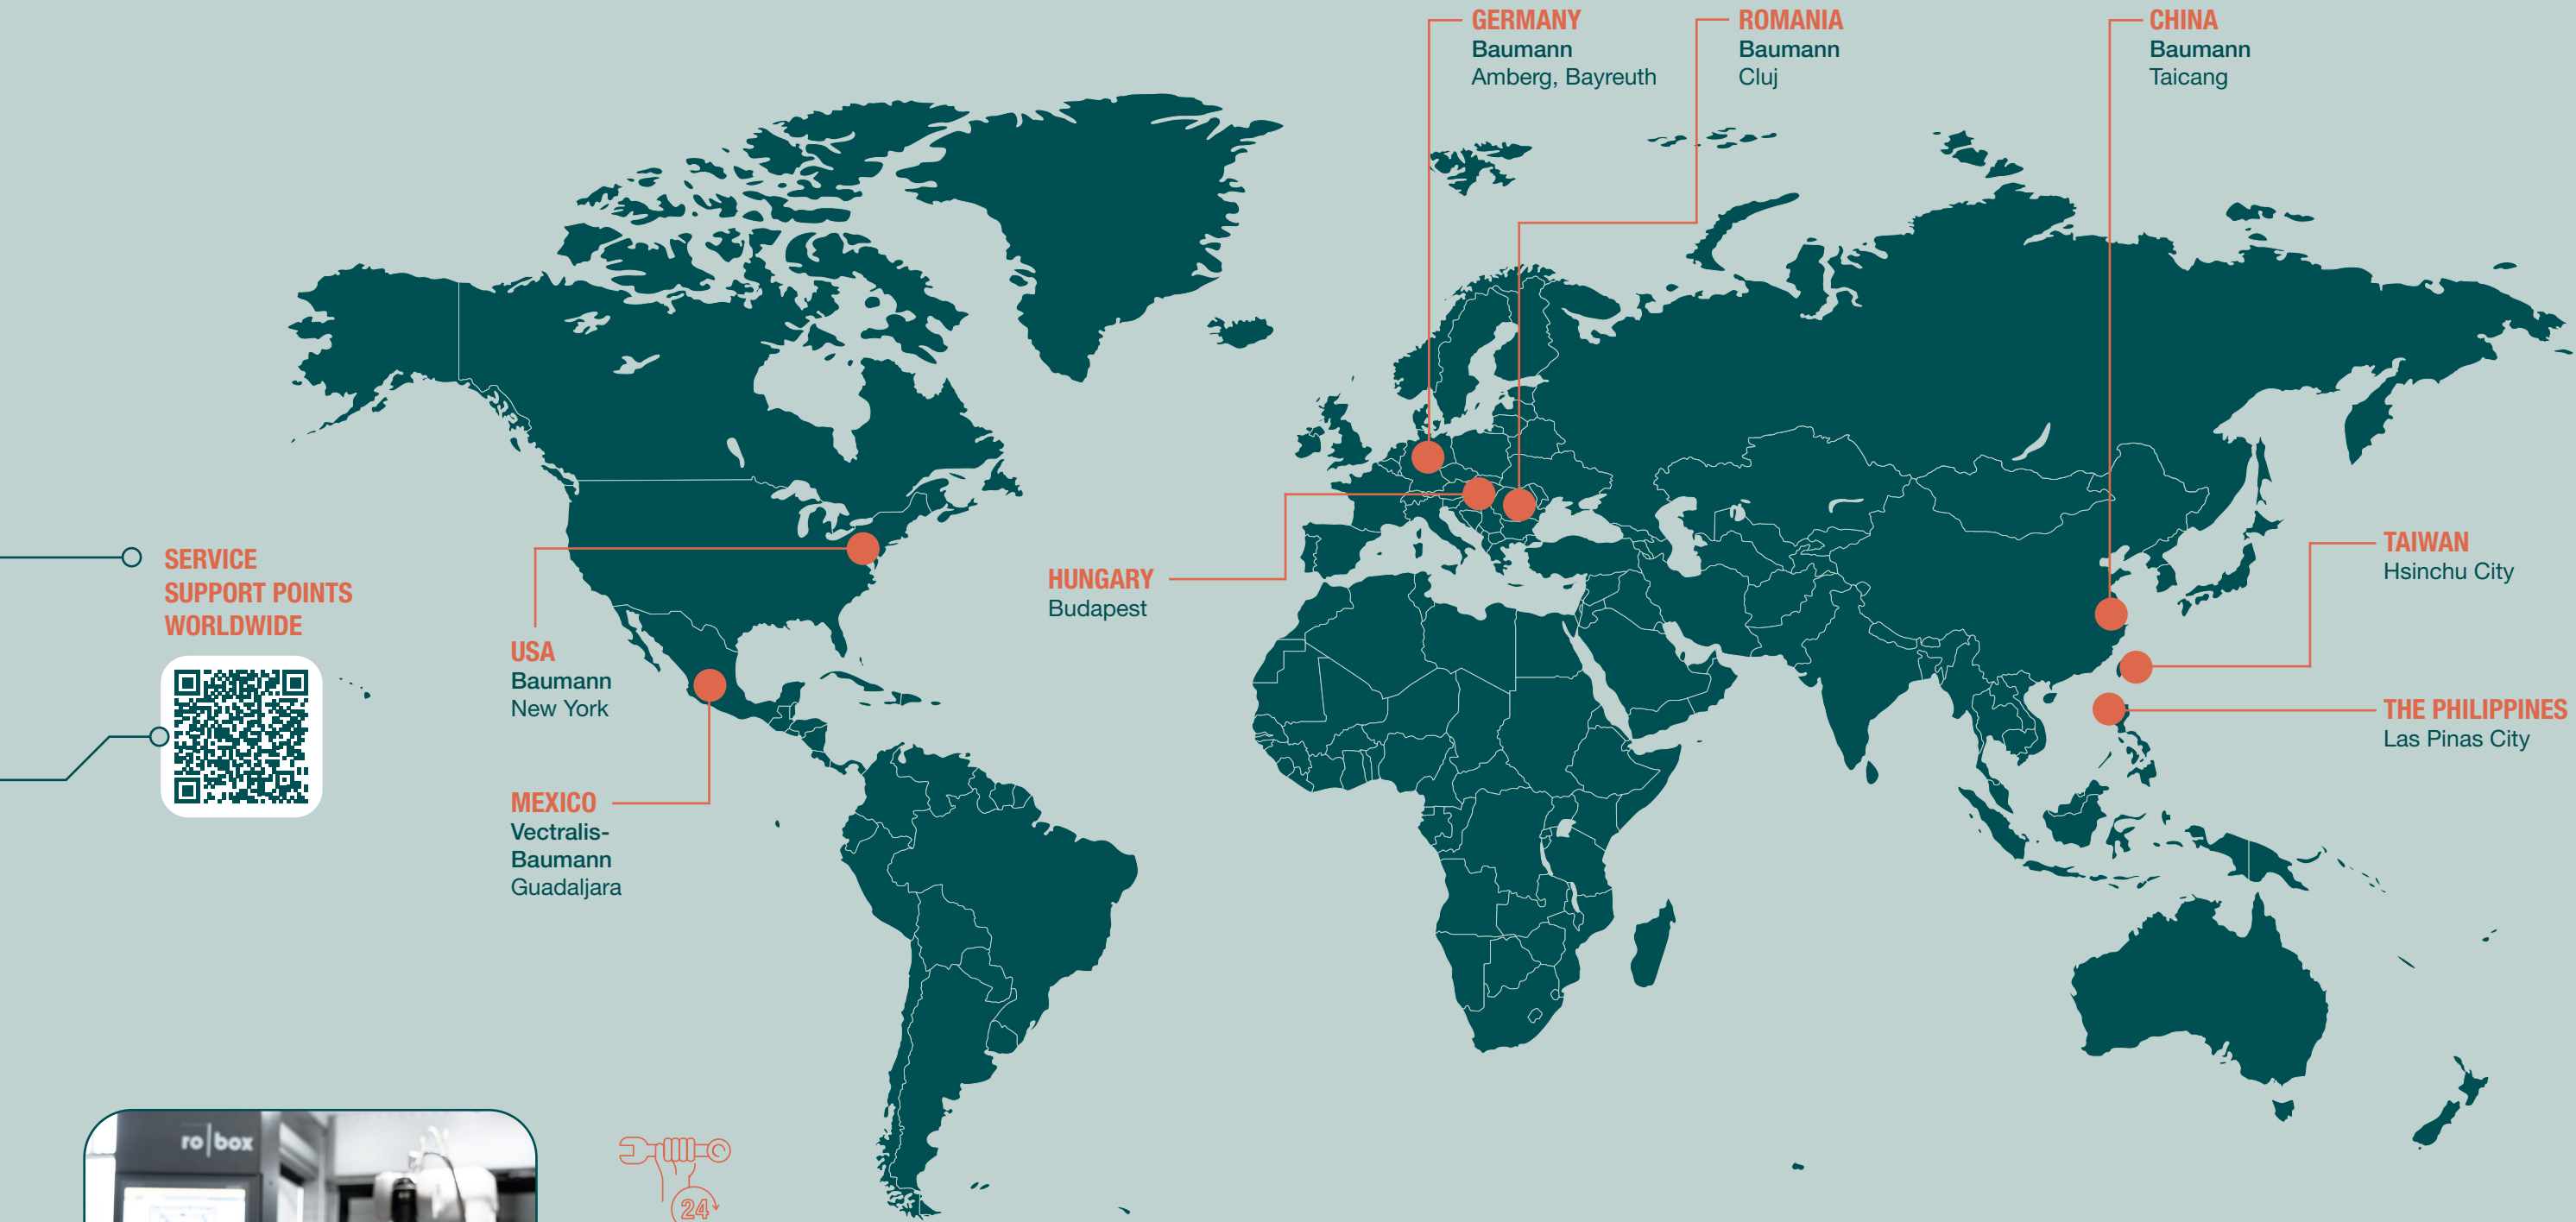 GERMANY
Baumann
Amberg, Bayreuth
ROMANIA
Baumann
Cluj
CHINA
Baumann
Taicang
SERVICE
SUPPORT POINTS
WORLDWIDE
USA
Baumann
New York
MEXICO
Vectralis-
Baumann
Guadaljara
HUNGARY
Budapest
TAIWAN
Hsinchu City
THE PHILIPPINES
Las Pinas City
ro|box
24